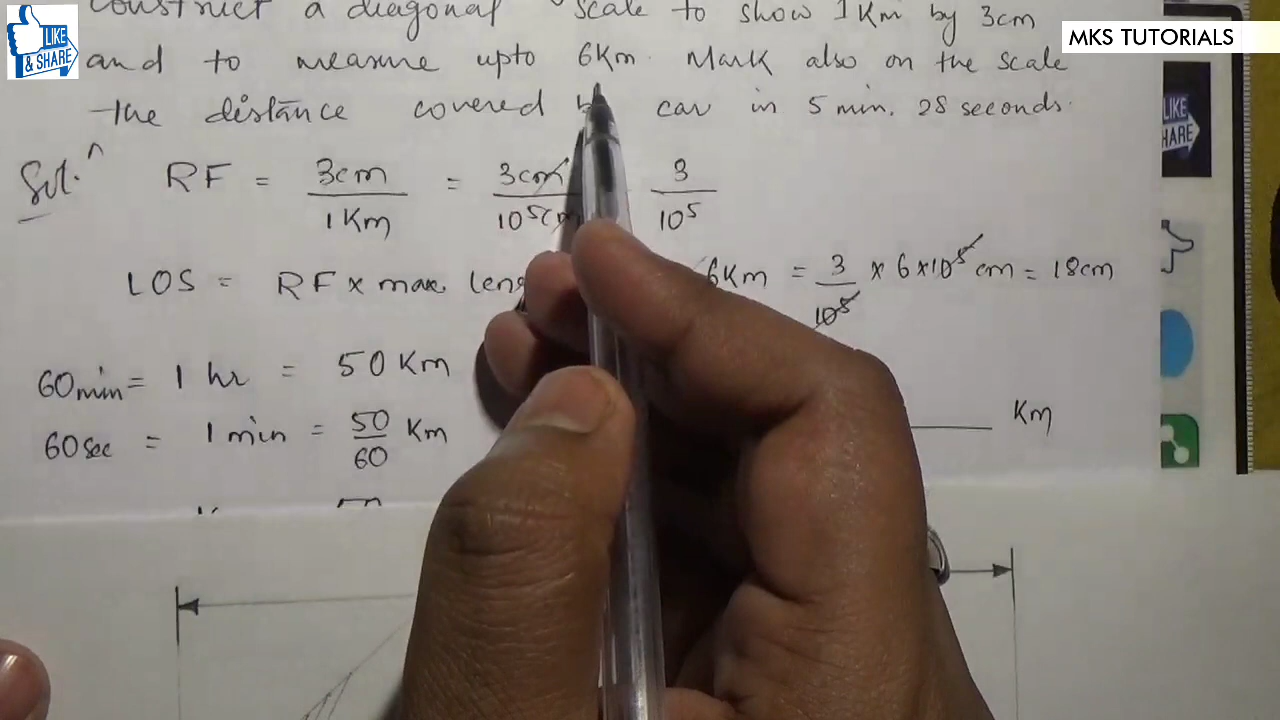 construct a diagonal scale to show 1Km by 3cm
LIKE & SHARE
MKS TUTORIALS
and to measure upto 6Km. Mark also on the scale
the distance covered car in 5 min. 28 seconds.
LIKE
HARE
Solⁿ RF = 3cm / 1Km = 3cm / 10⁵cm 3 / 10⁵
LOS = RF × max. 6Km = 3 / 10⁵ × 6×10⁵ cm = 18cm
60min = 1 hr = 50 Km
Km
60sec = 1 min = 50 / 60 Km